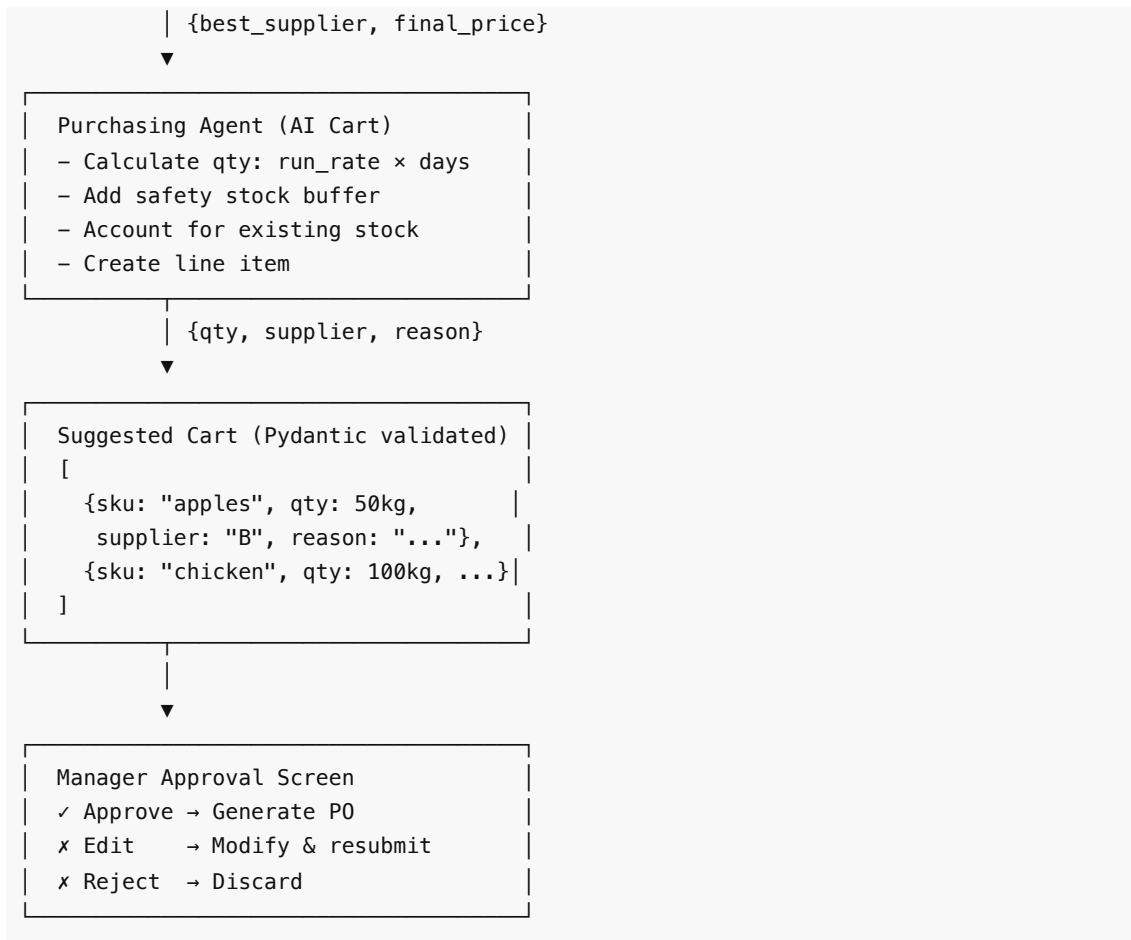 {best_supplier, final_price}
Purchasing Agent (AI Cart)
– Calculate qty: run_rate × days
– Add safety stock buffer
– Account for existing stock
– Create line item
{qty, supplier, reason}
Suggested Cart (Pydantic validated)
[
{sku: "apples", qty: 50kg,
supplier: "B", reason: "..."},
{sku: "chicken", qty: 100kg, ...}
]
Manager Approval Screen
✓ Approve → Generate PO
✗ Edit → Modify & resubmit
✗ Reject → Discard